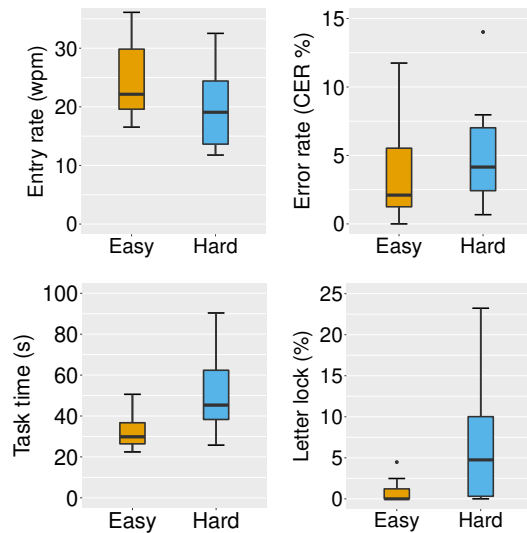 Entry rate (wpm)
30
20
10
0
Easy Hard
Error rate (CER %)
15
10
5
0
Easy Hard
Task time (s)
100
80
60
40
20
0
Easy Hard
Letter lock (%)
25
20
15
10
5
0
Easy Hard